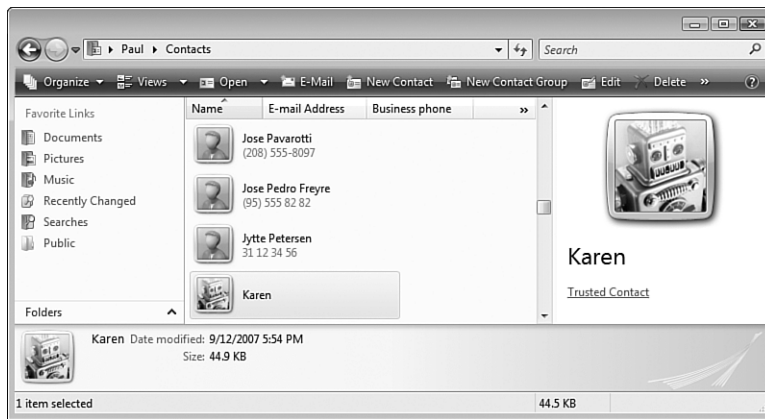 Paul Contacts Search
Organize Views Open E-Mail New Contact New Contact Group Edit Delete » ?
Favorite Links
Documents
Pictures
Music
Recently Changed
Searches
Public
Folders
Name E-mail Address Business phone »
Jose Pavarotti
(208) 555-8097
Jose Pedro Freyre
(95) 555 82 82
Jytte Petersen
31 12 34 56
Karen
Karen
Trusted Contact
Karen Date modified: 9/12/2007 5:54 PM
Size: 44.9 KB
1 item selected 44.5 KB